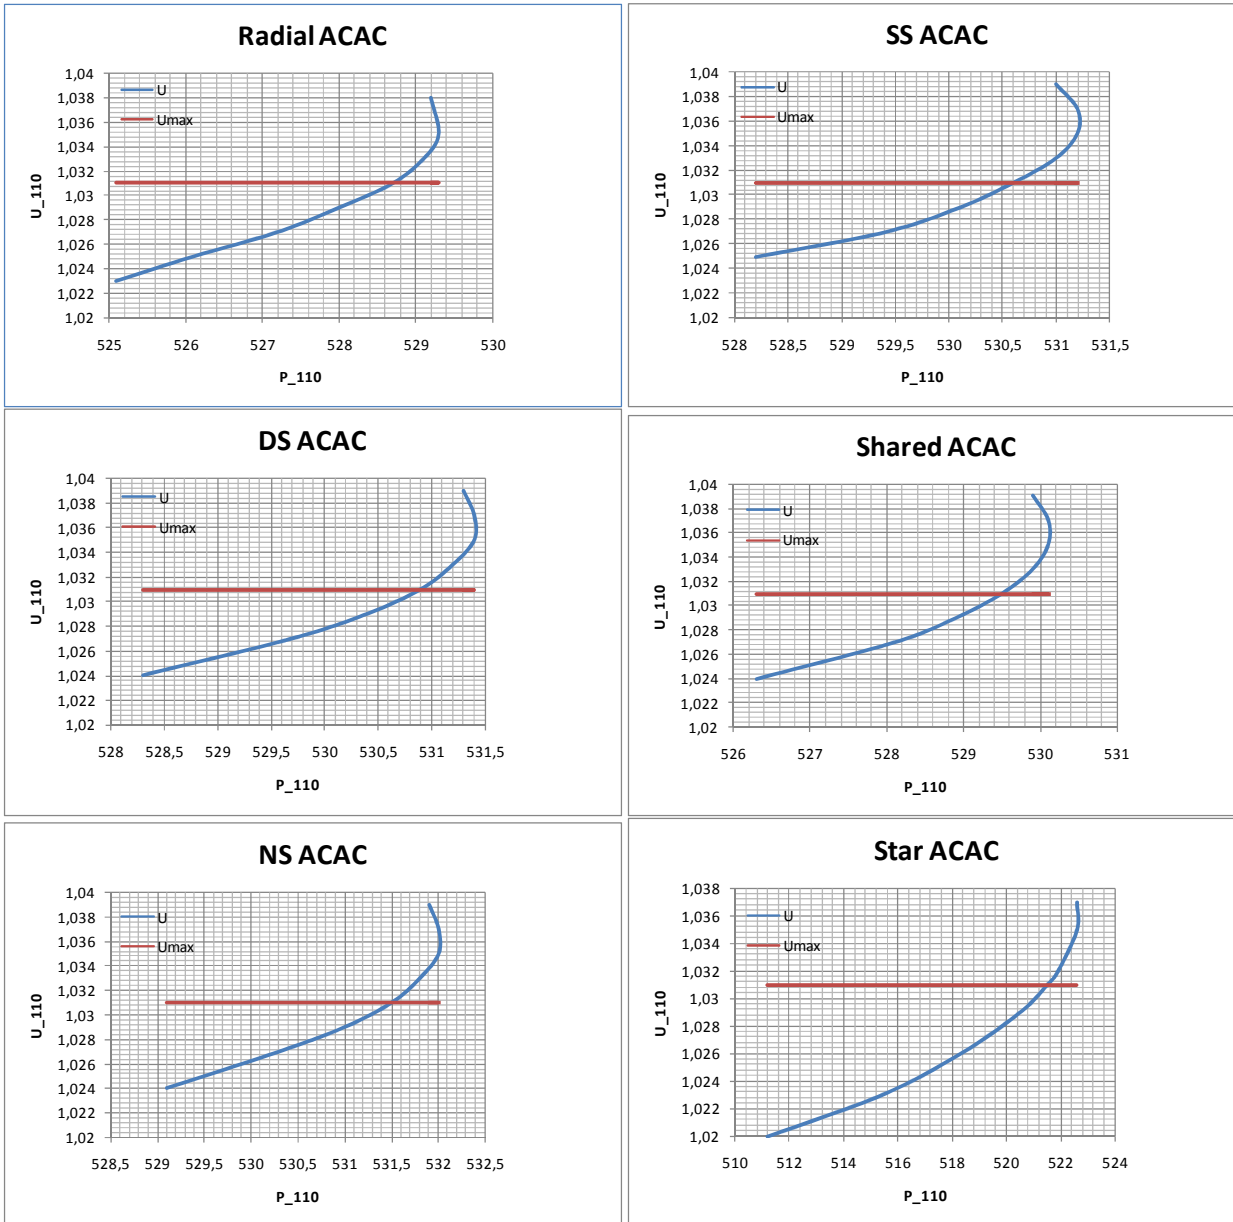 Radial ACAC
1,04
1,038
1,036
1,034
1,032
1,03
1,028
1,026
1,024
1,022
1,02
U_110
U
Umax
525 526 527 528 529 530
P_110
SS ACAC
1,04
1,038
1,036
1,034
1,032
1,03
1,028
1,026
1,024
1,022
1,02
U_110
U
Umax
528 528,5 529 529,5 530 530,5 531 531,5
P_110
DS ACAC
1,04
1,038
1,036
1,034
1,032
1,03
1,028
1,026
1,024
1,022
1,02
U_110
U
Umax
528 528,5 529 529,5 530 530,5 531 531,5
P_110
Shared ACAC
1,04
1,038
1,036
1,034
1,032
1,03
1,028
1,026
1,024
1,022
1,02
U_110
U
Umax
526 527 528 529 530 531
P_110
NS ACAC
1,04
1,038
1,036
1,034
1,032
1,03
1,028
1,026
1,024
1,022
1,02
U_110
U
Umax
528,5 529 529,5 530 530,5 531 531,5 532 532,5
P_110
Star ACAC
1,038
1,036
1,034
1,032
1,03
1,028
1,026
1,024
1,022
1,02
U_110
U
Umax
510 512 514 516 518 520 522 524
P_110